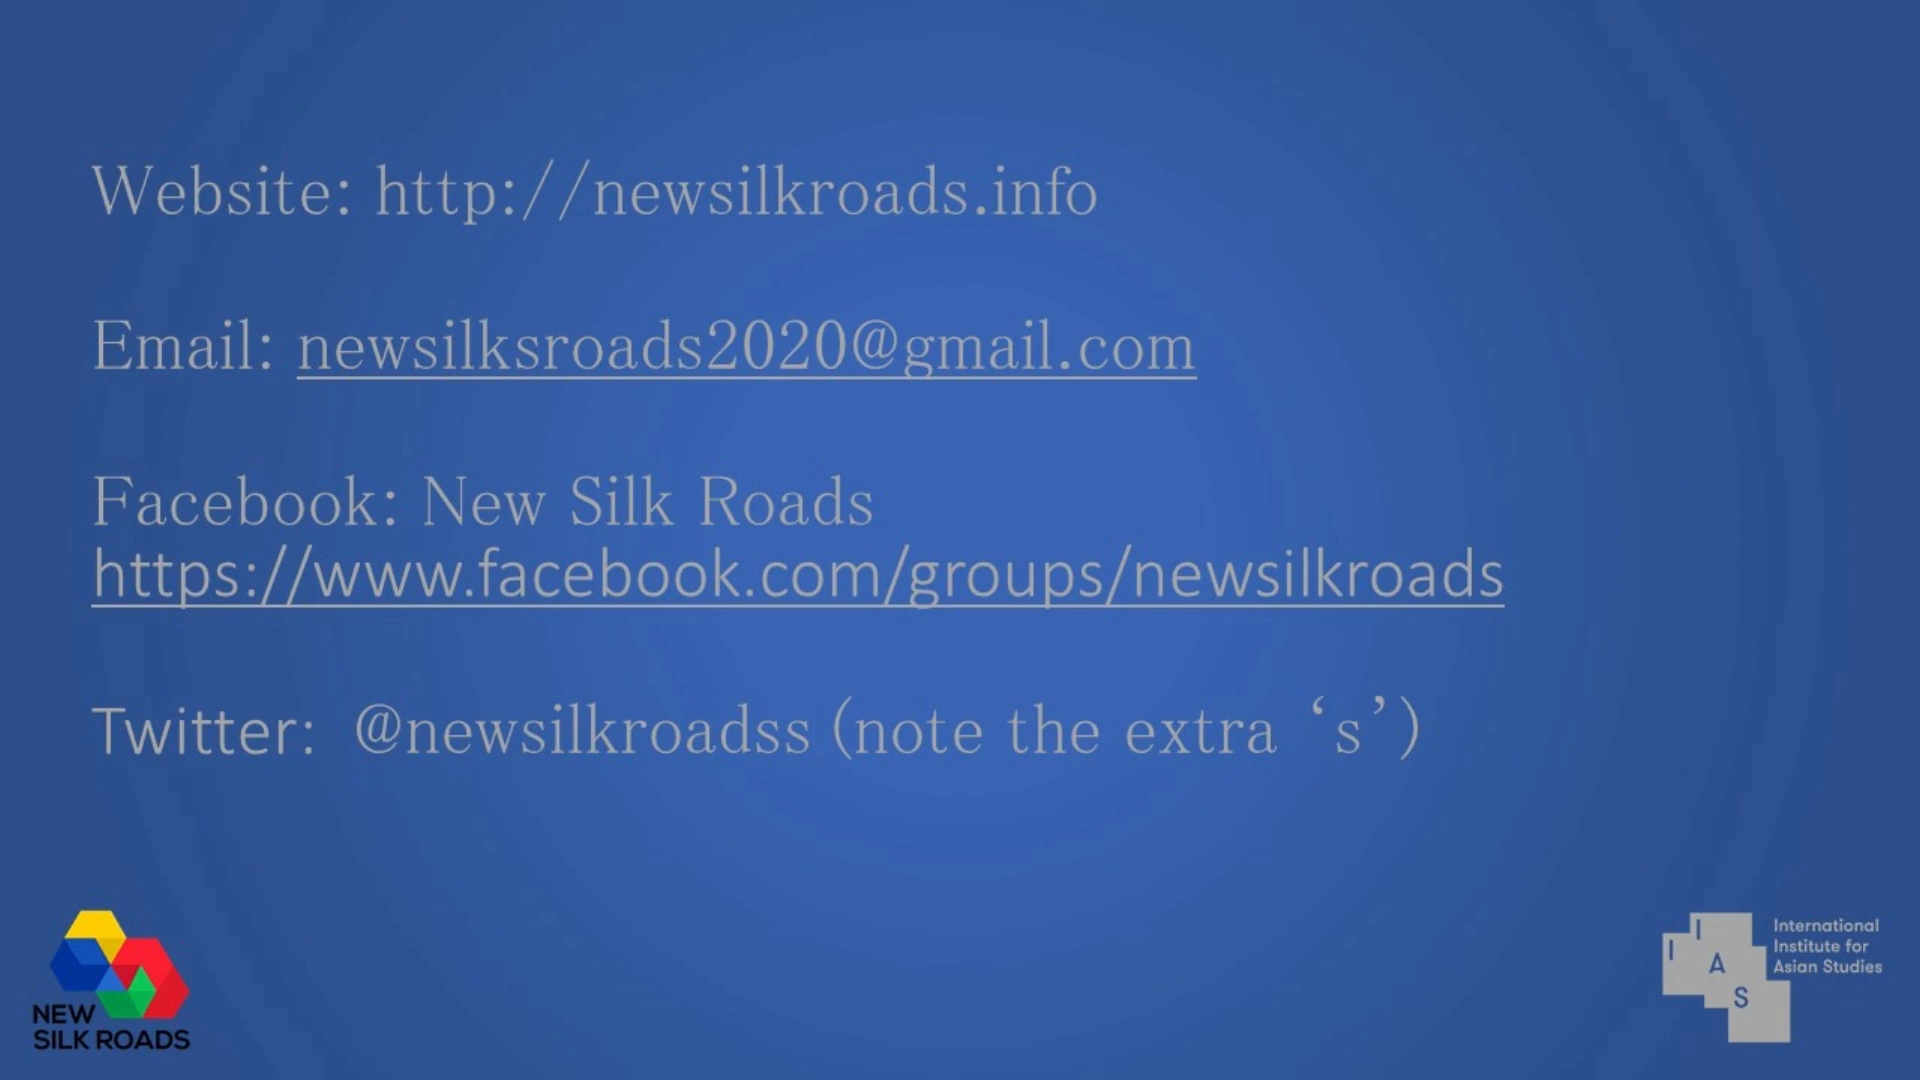 Website: http://newsilkroads.info
Email: newsilksroads2020@gmail.com
Facebook: New Silk Roads
https://www.facebook.com/groups/newsilkroads
Twitter: @newsilkroadss (note the extra ‘s’)
NEW
SILK ROADS
I I A S
International
Institute for
Asian Studies